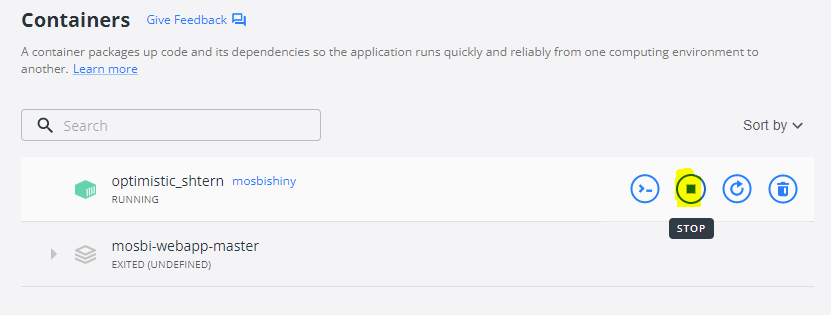 Containers Give Feedback
A container packages up code and its dependencies so the application runs quickly and reliably from one computing environment to
another. Learn more
Search
Sort by
optimistic_shtern mosbishiny
RUNNING
STOP
mosbi-webapp-master
EXITED (UNDEFINED)